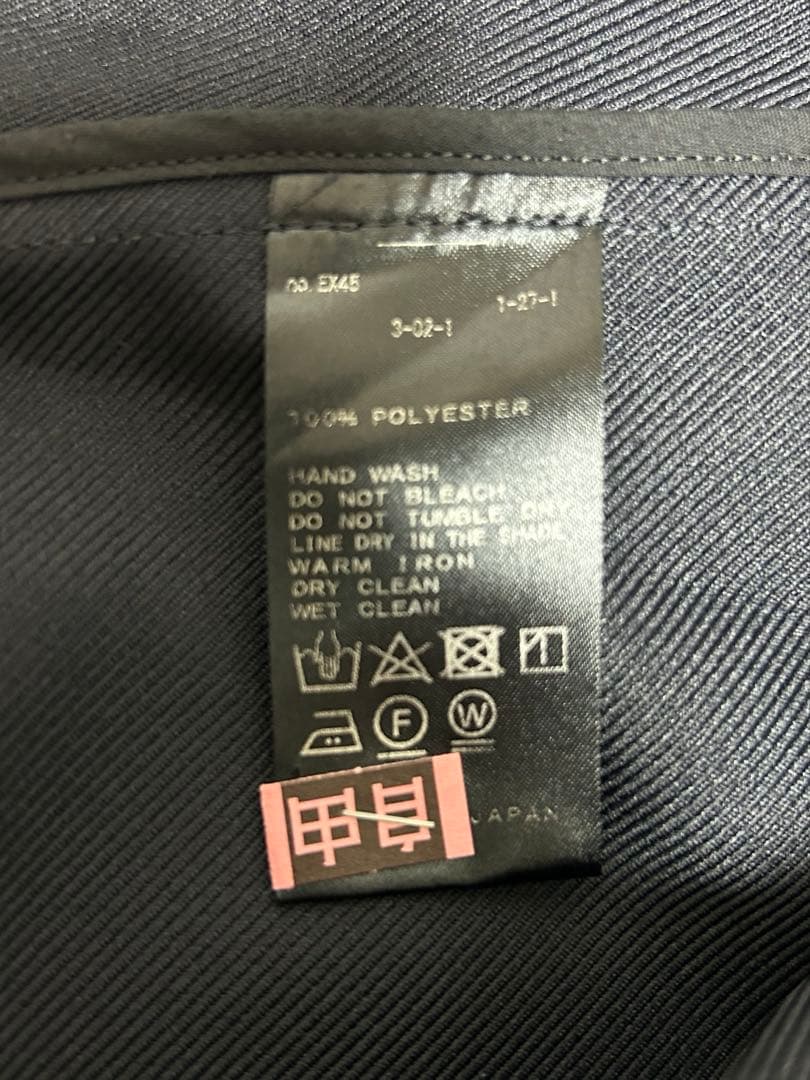 no. EX45
1-27-1
3-02-1
100% POLYESTER
HAND WASH
DO NOT BLEACH
DO NOT TUMBLE DRY
LINE DRY IN THE SHADE
WARM IRON
DRY CLEAN
WET CLEAN
F
W
JAPAN